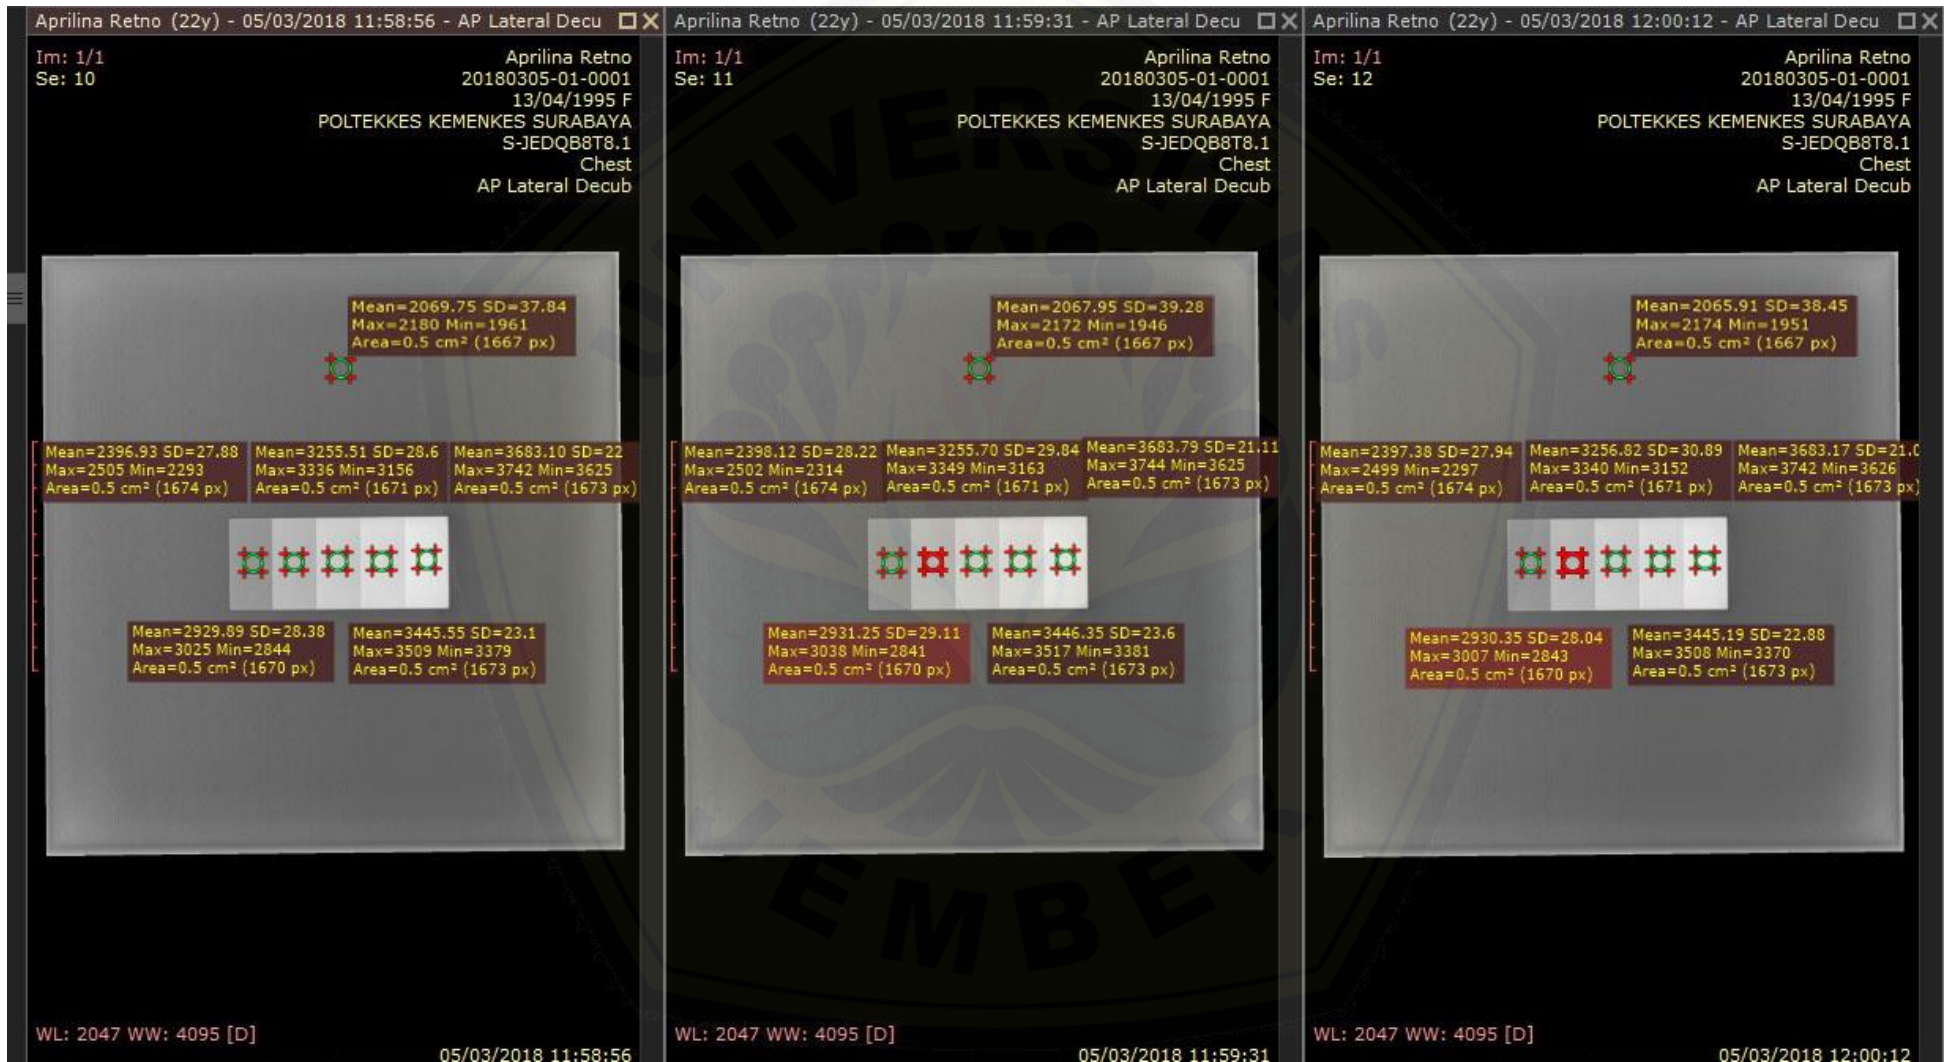 Aprilina Retno (22y) - 05/03/2018 11:58:56 - AP Lateral Decu
Im: 1/1
Se: 10
Aprilina Retno
20180305-01-0001
13/04/1995 F
POLTEKKES KEMENKES SURABAYA
S-JEDQB8T8.1
Chest
AP Lateral Decub
Mean=2069.75 SD=37.84
Max=2180 Min=1961
Area=0.5 cm² (1667 px)
Mean=2396.93 SD=27.88
Max=2505 Min=2293
Area=0.5 cm² (1674 px)
Mean=3255.51 SD=28.6
Max=3336 Min=3156
Area=0.5 cm² (1671 px)
Mean=3683.10 SD=22
Max=3742 Min=3625
Area=0.5 cm² (1673 px)
Mean=2929.89 SD=28.38
Max=3025 Min=2844
Area=0.5 cm² (1670 px)
Mean=3445.55 SD=23.1
Max=3509 Min=3379
Area=0.5 cm² (1673 px)
WL: 2047 WW: 4095 [D]
05/03/2018 11:58:56
Aprilina Retno (22y) - 05/03/2018 11:59:31 - AP Lateral Decu
Im: 1/1
Se: 11
Aprilina Retno
20180305-01-0001
13/04/1995 F
POLTEKKES KEMENKES SURABAYA
S-JEDQB8T8.1
Chest
AP Lateral Decub
Mean=2067.95 SD=39.28
Max=2172 Min=1946
Area=0.5 cm² (1667 px)
Mean=2398.12 SD=28.22
Max=2502 Min=2314
Area=0.5 cm² (1674 px)
Mean=3255.70 SD=29.84
Max=3349 Min=3163
Area=0.5 cm² (1671 px)
Mean=3683.79 SD=21.11
Max=3744 Min=3625
Area=0.5 cm² (1673 px)
Mean=2931.25 SD=29.11
Max=3038 Min=2841
Area=0.5 cm² (1670 px)
Mean=3446.35 SD=23.6
Max=3517 Min=3381
Area=0.5 cm² (1673 px)
WL: 2047 WW: 4095 [D]
05/03/2018 11:59:31
Aprilina Retno (22y) - 05/03/2018 12:00:12 - AP Lateral Decu
Im: 1/1
Se: 12
Aprilina Retno
20180305-01-0001
13/04/1995 F
POLTEKKES KEMENKES SURABAYA
S-JEDQB8T8.1
Chest
AP Lateral Decub
Mean=2065.91 SD=38.45
Max=2174 Min=1951
Area=0.5 cm² (1667 px)
Mean=2397.38 SD=27.94
Max=2499 Min=2297
Area=0.5 cm² (1674 px)
Mean=3256.82 SD=30.89
Max=3340 Min=3152
Area=0.5 cm² (1671 px)
Mean=3683.17 SD=21.0
Max=3742 Min=3626
Area=0.5 cm² (1673 px)
Mean=2930.35 SD=28.04
Max=3007 Min=2843
Area=0.5 cm² (1670 px)
Mean=3445.19 SD=22.88
Max=3508 Min=3370
Area=0.5 cm² (1673 px)
WL: 2047 WW: 4095 [D]
05/03/2018 12:00:12
UNIVERSITAS
JEMBER